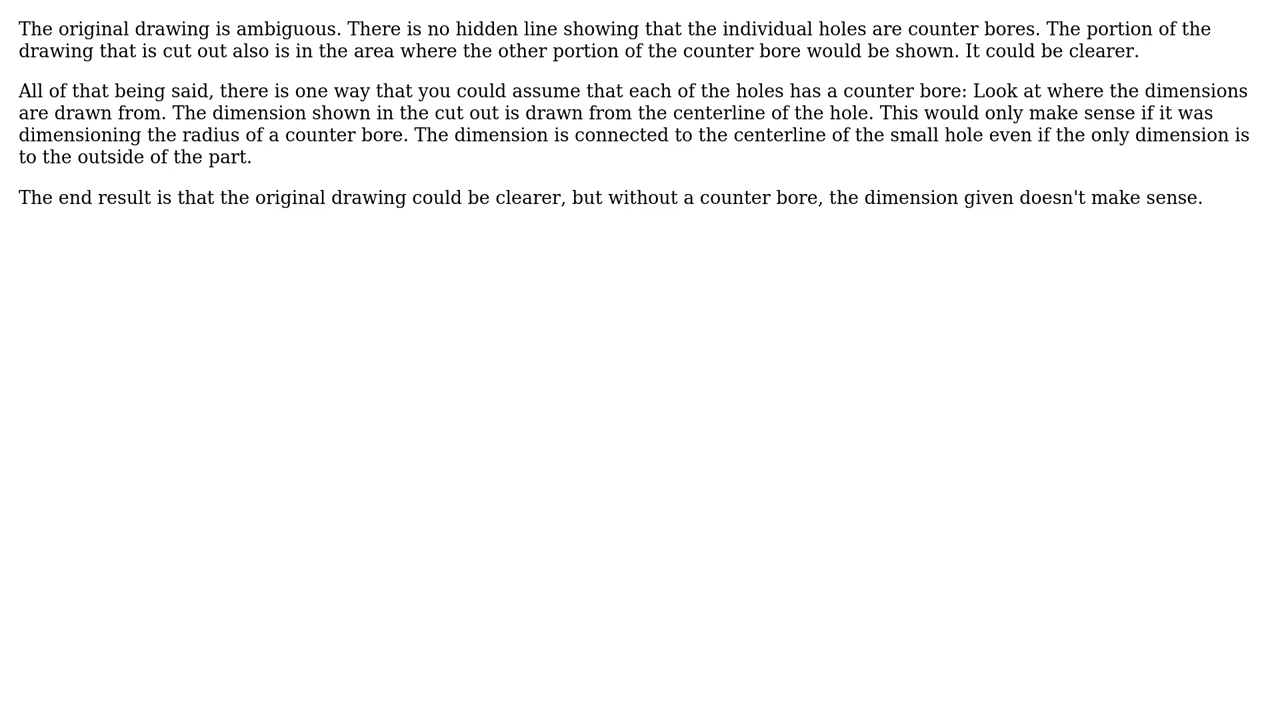 The original drawing is ambiguous. There is no hidden line showing that the individual holes are counter bores. The portion of the
drawing that is cut out also is in the area where the other portion of the counter bore would be shown. It could be clearer.
All of that being said, there is one way that you could assume that each of the holes has a counter bore: Look at where the dimensions
are drawn from. The dimension shown in the cut out is drawn from the centerline of the hole. This would only make sense if it was
dimensioning the radius of a counter bore. The dimension is connected to the centerline of the small hole even if the only dimension is
to the outside of the part.
The end result is that the original drawing could be clearer, but without a counter bore, the dimension given doesn't make sense.